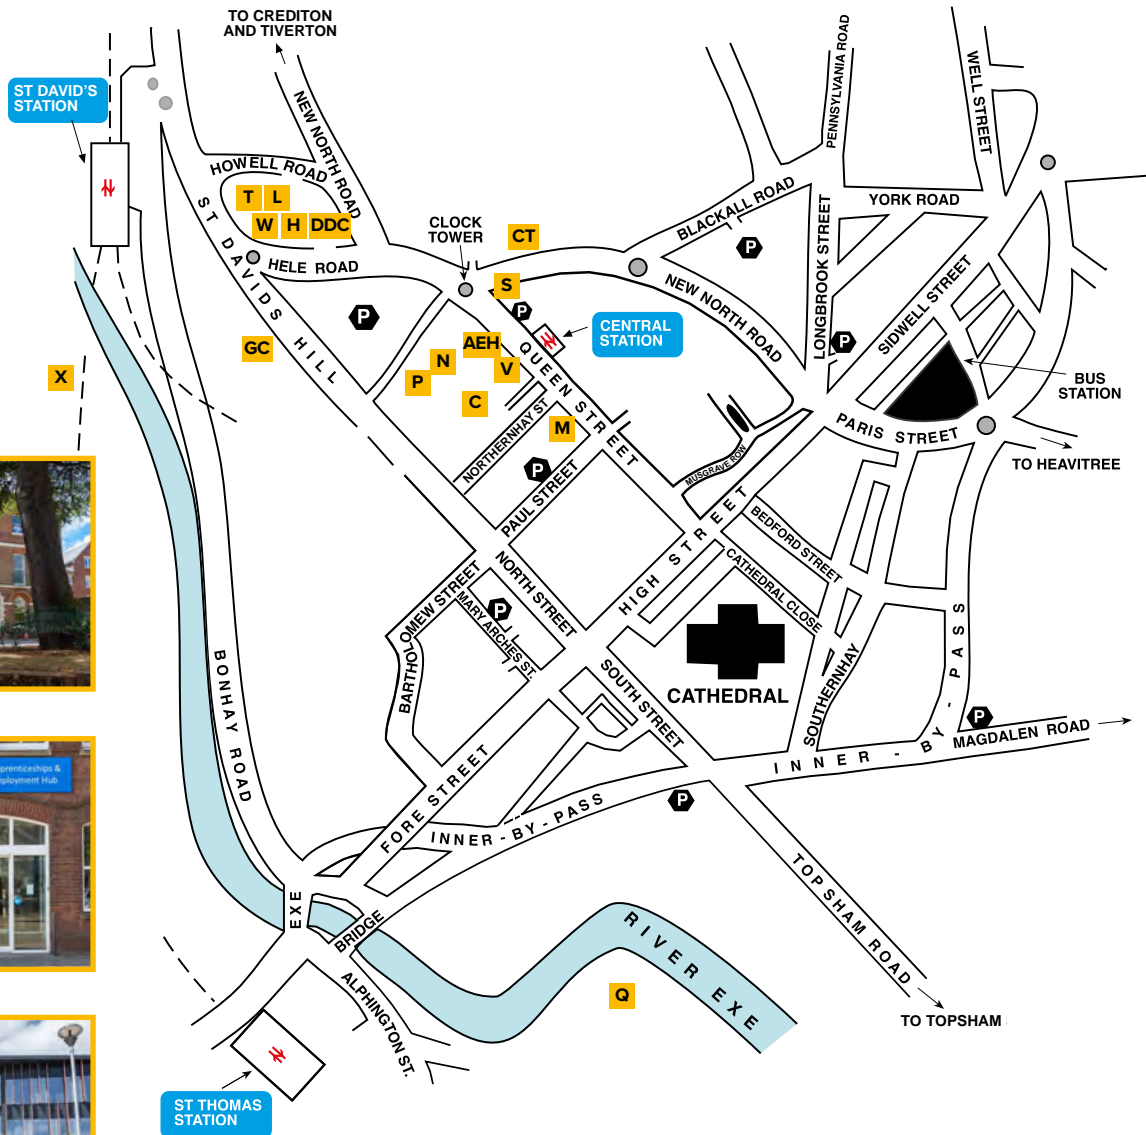 TO CREDITON
AND TIVERTON
ST DAVID'S
STATION
NEW NORTH ROAD
PENNSYLVANIA ROAD
WELL STREET
HOWELL ROAD
T
L
W
H
DDC
ST DAVIDS HILL
HELE ROAD
CLOCK
TOWER
CT
S
P
BLACKALL ROAD
P
YORK ROAD
LONGBROOK STREET
SIDWELL STREET
NEW NORTH ROAD
P
CENTRAL
STATION
P
GC
X
AEH
N
V
P
C
M
QUEEN STREET
NORTHERNHAY ST
P
PAUL STREET
MUSGRAVE ROW
BUS
STATION
PARIS STREET
TO HEAVITREE
HIGH STREET
BEDFORD STREET
CATHEDRAL CLOSE
CATHEDRAL
NORTH STREET
P
MARY ARCHES ST.
BARTHOLOMEW STREET
SOUTH STREET
SOUTHERNHAY
INNER-BY-PASS
P
MAGDALEN ROAD
BONHAY ROAD
FORE STREET
INNER-BY-PASS
P
prenticeships &
ployment Hub
EXE
BRIDGE
ALPHINGTON ST.
RIVER EXE
Q
TOPSHAM ROAD
TO TOPSHAM
ST THOMAS
STATION